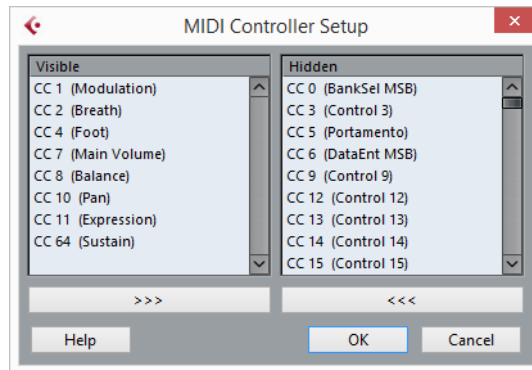 MIDI Controller Setup
Visible
CC 1 (Modulation)
CC 2 (Breath)
CC 4 (Foot)
CC 7 (Main Volume)
CC 8 (Balance)
CC 10 (Pan)
CC 11 (Expression)
CC 64 (Sustain)
>>>
Hidden
CC 0 (BankSel MSB)
CC 3 (Control 3)
CC 5 (Portamento)
CC 6 (DataEnt MSB)
CC 9 (Control 9)
CC 12 (Control 12)
CC 13 (Control 13)
CC 14 (Control 14)
CC 15 (Control 15)
<<<
Help
OK
Cancel